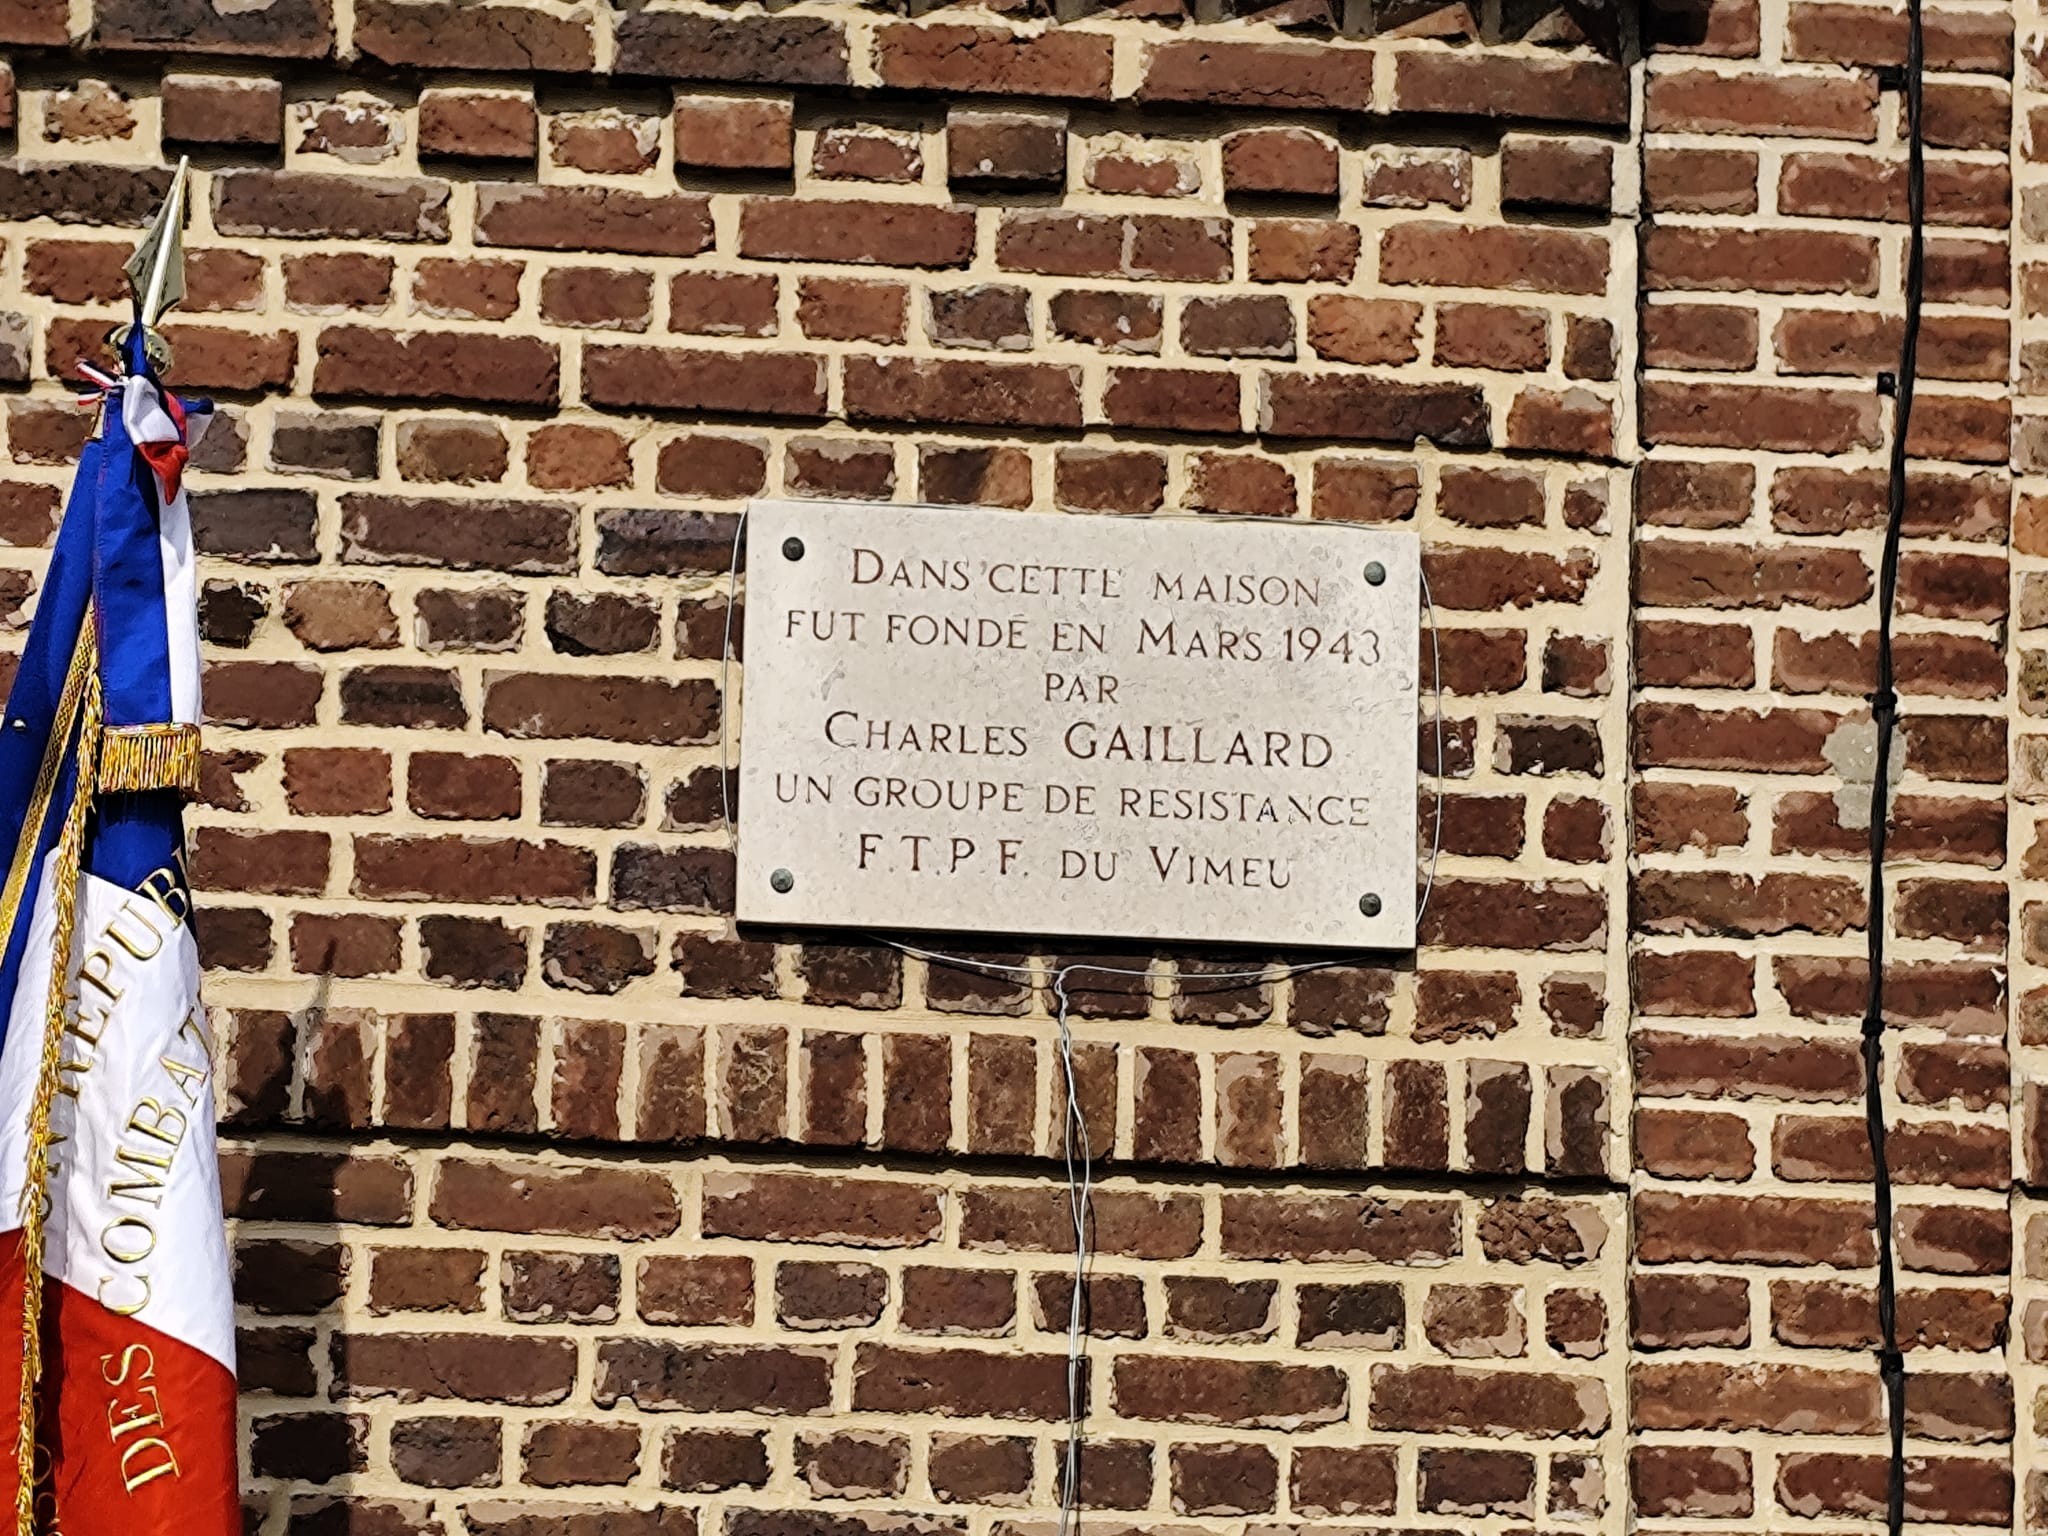 DANS CETTE MAISON
FUT FONDÉ EN MARS 1943
PAR
CHARLES GAILLARD
UN GROUPE DE RESISTANCE
F.T.P.F. DU VIMEU
DES COMBAT